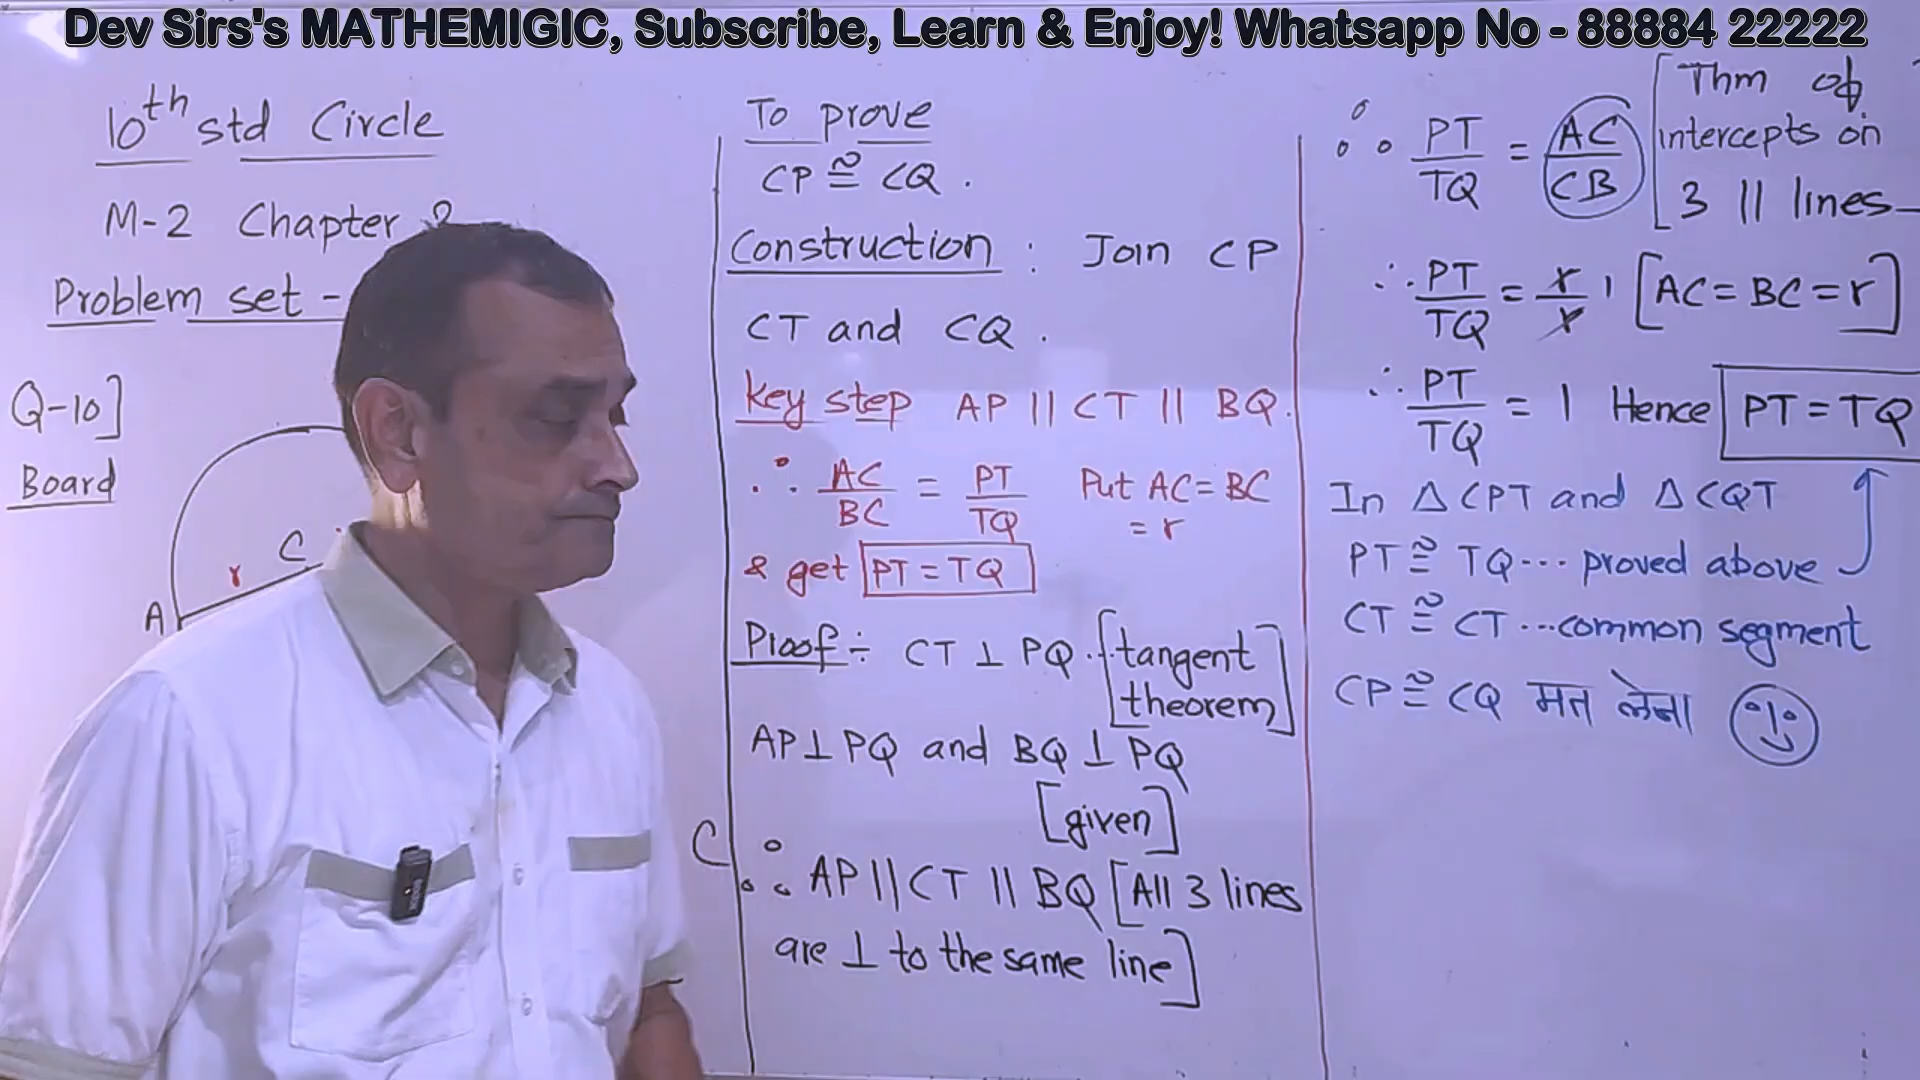 Dev Sirs's MATHEMIGIC, Subscribe, Learn & Enjoy! Whatsapp No - 88884 22222
10th std Circle
M-2 Chapter
Problem set -
Q-10]
Board
C
r
A
To prove
CP ≅ CQ.
Construction : Join CP
CT and CQ.
Key step AP || CT || BQ.
∴ AC/BC = PT/TQ Put AC = BC
= r
& get PT = TQ
Proof :- CT ⊥ PQ ...[tangent
theorem]
AP ⊥ PQ and BQ ⊥ PQ
[given]
C
∴ AP || CT || BQ [All 3 lines
are ⊥ to the same line]
∴ PT/TQ = AC/CB [Thm of
intercepts on
3 || lines
∴ PT/TQ = r/r 1 [AC = BC = r]
∴ PT/TQ = 1 Hence PT = TQ
In Δ CPT and Δ CQT
PT ≅ TQ ... proved above
CT ≅ CT ... common segment
CP ≅ CQ मत लेना